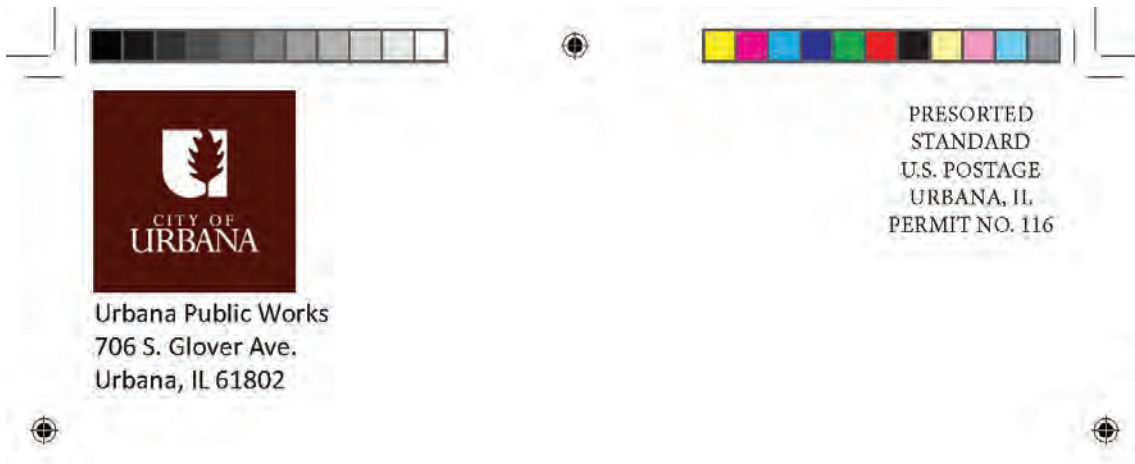 CITY OF
URBANA
Urbana Public Works
706 S. Glover Ave.
Urbana, IL 61802
PRESORTED
STANDARD
U.S. POSTAGE
URBANA, IL
PERMIT NO. 116